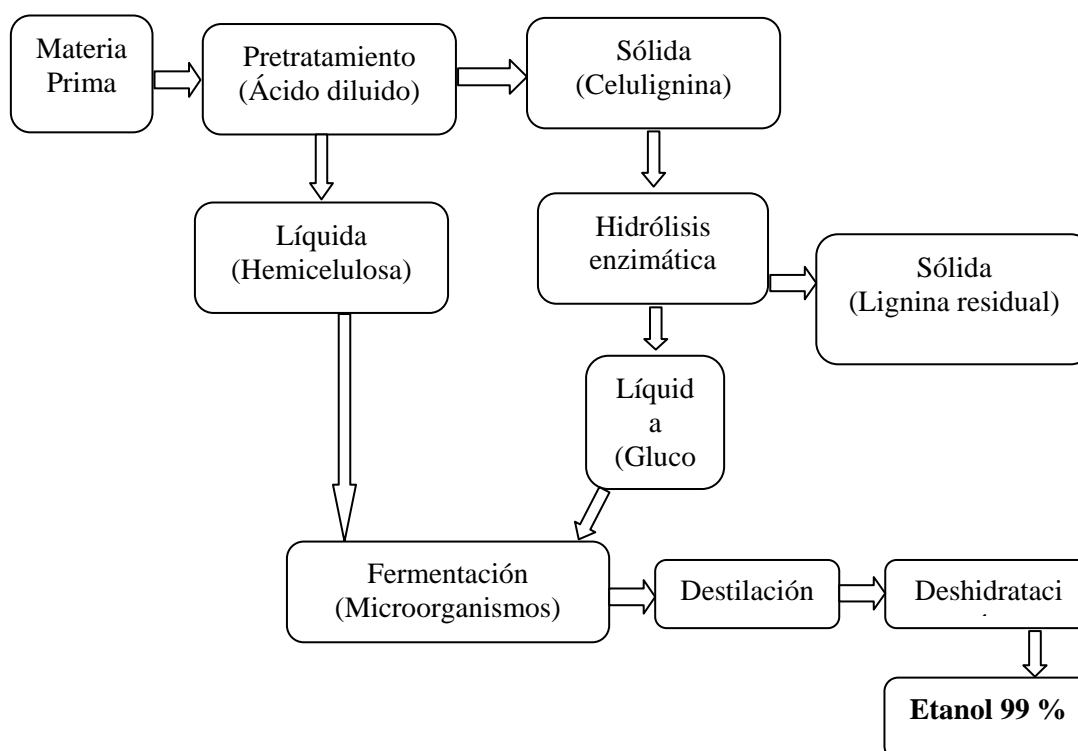 Materia
Prima
Pretratamiento
(Ácido diluido)
Sólida
(Celulignina)
Líquida
(Hemicelulosa)
Hidrólisis
enzimática
Sólida
(Lignina residual)
Líquid
a
(Gluco
Fermentación
(Microorganismos)
Destilación
Deshidrataci
Etanol 99 %